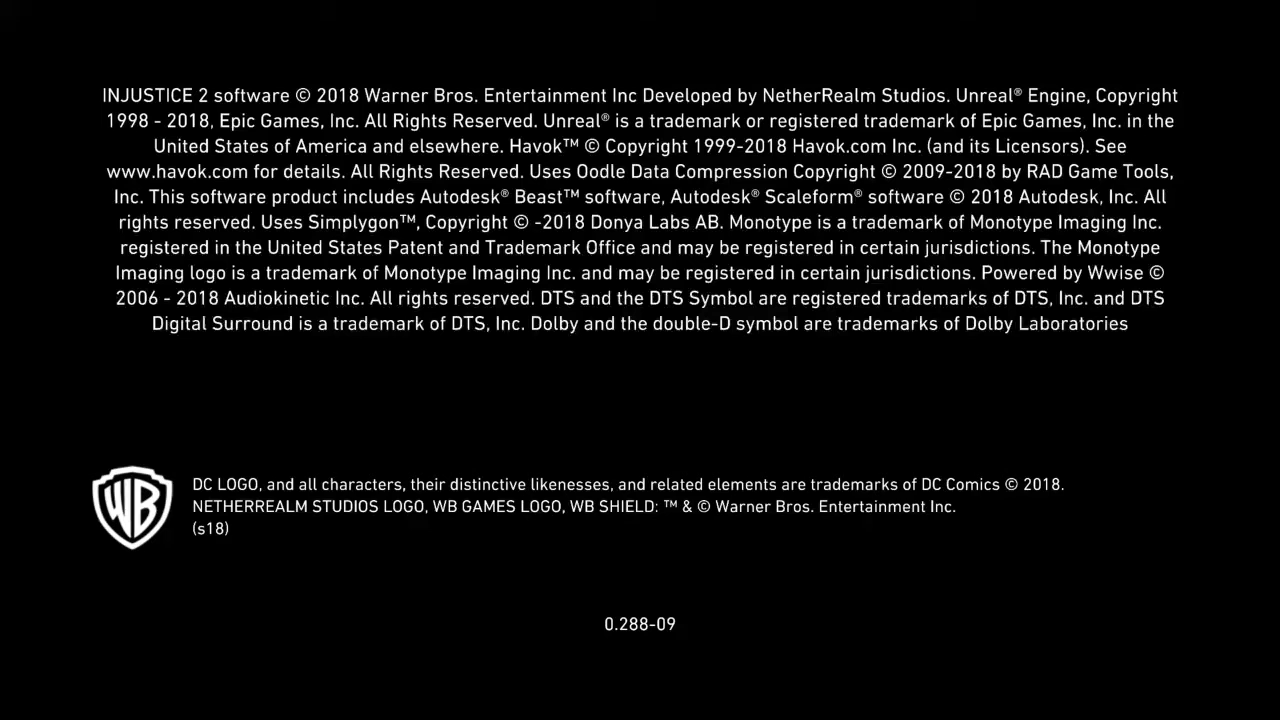 INJUSTICE 2 software © 2018 Warner Bros. Entertainment Inc Developed by NetherRealm Studios. Unreal® Engine, Copyright
1998 - 2018, Epic Games, Inc. All Rights Reserved. Unreal® is a trademark or registered trademark of Epic Games, Inc. in the
United States of America and elsewhere. Havok™ © Copyright 1999-2018 Havok.com Inc. (and its Licensors). See
www.havok.com for details. All Rights Reserved. Uses Oodle Data Compression Copyright © 2009-2018 by RAD Game Tools,
Inc. This software product includes Autodesk® Beast™ software, Autodesk® Scaleform® software © 2018 Autodesk, Inc. All
rights reserved. Uses Simplygon™, Copyright © -2018 Donya Labs AB. Monotype is a trademark of Monotype Imaging Inc.
registered in the United States Patent and Trademark Office and may be registered in certain jurisdictions. The Monotype
Imaging logo is a trademark of Monotype Imaging Inc. and may be registered in certain jurisdictions. Powered by Wwise ©
2006 - 2018 Audiokinetic Inc. All rights reserved. DTS and the DTS Symbol are registered trademarks of DTS, Inc. and DTS
Digital Surround is a trademark of DTS, Inc. Dolby and the double-D symbol are trademarks of Dolby Laboratories
WB
DC LOGO, and all characters, their distinctive likenesses, and related elements are trademarks of DC Comics © 2018.
NETHERREALM STUDIOS LOGO, WB GAMES LOGO, WB SHIELD: ™ & © Warner Bros. Entertainment Inc.
(s18)
0.288-09